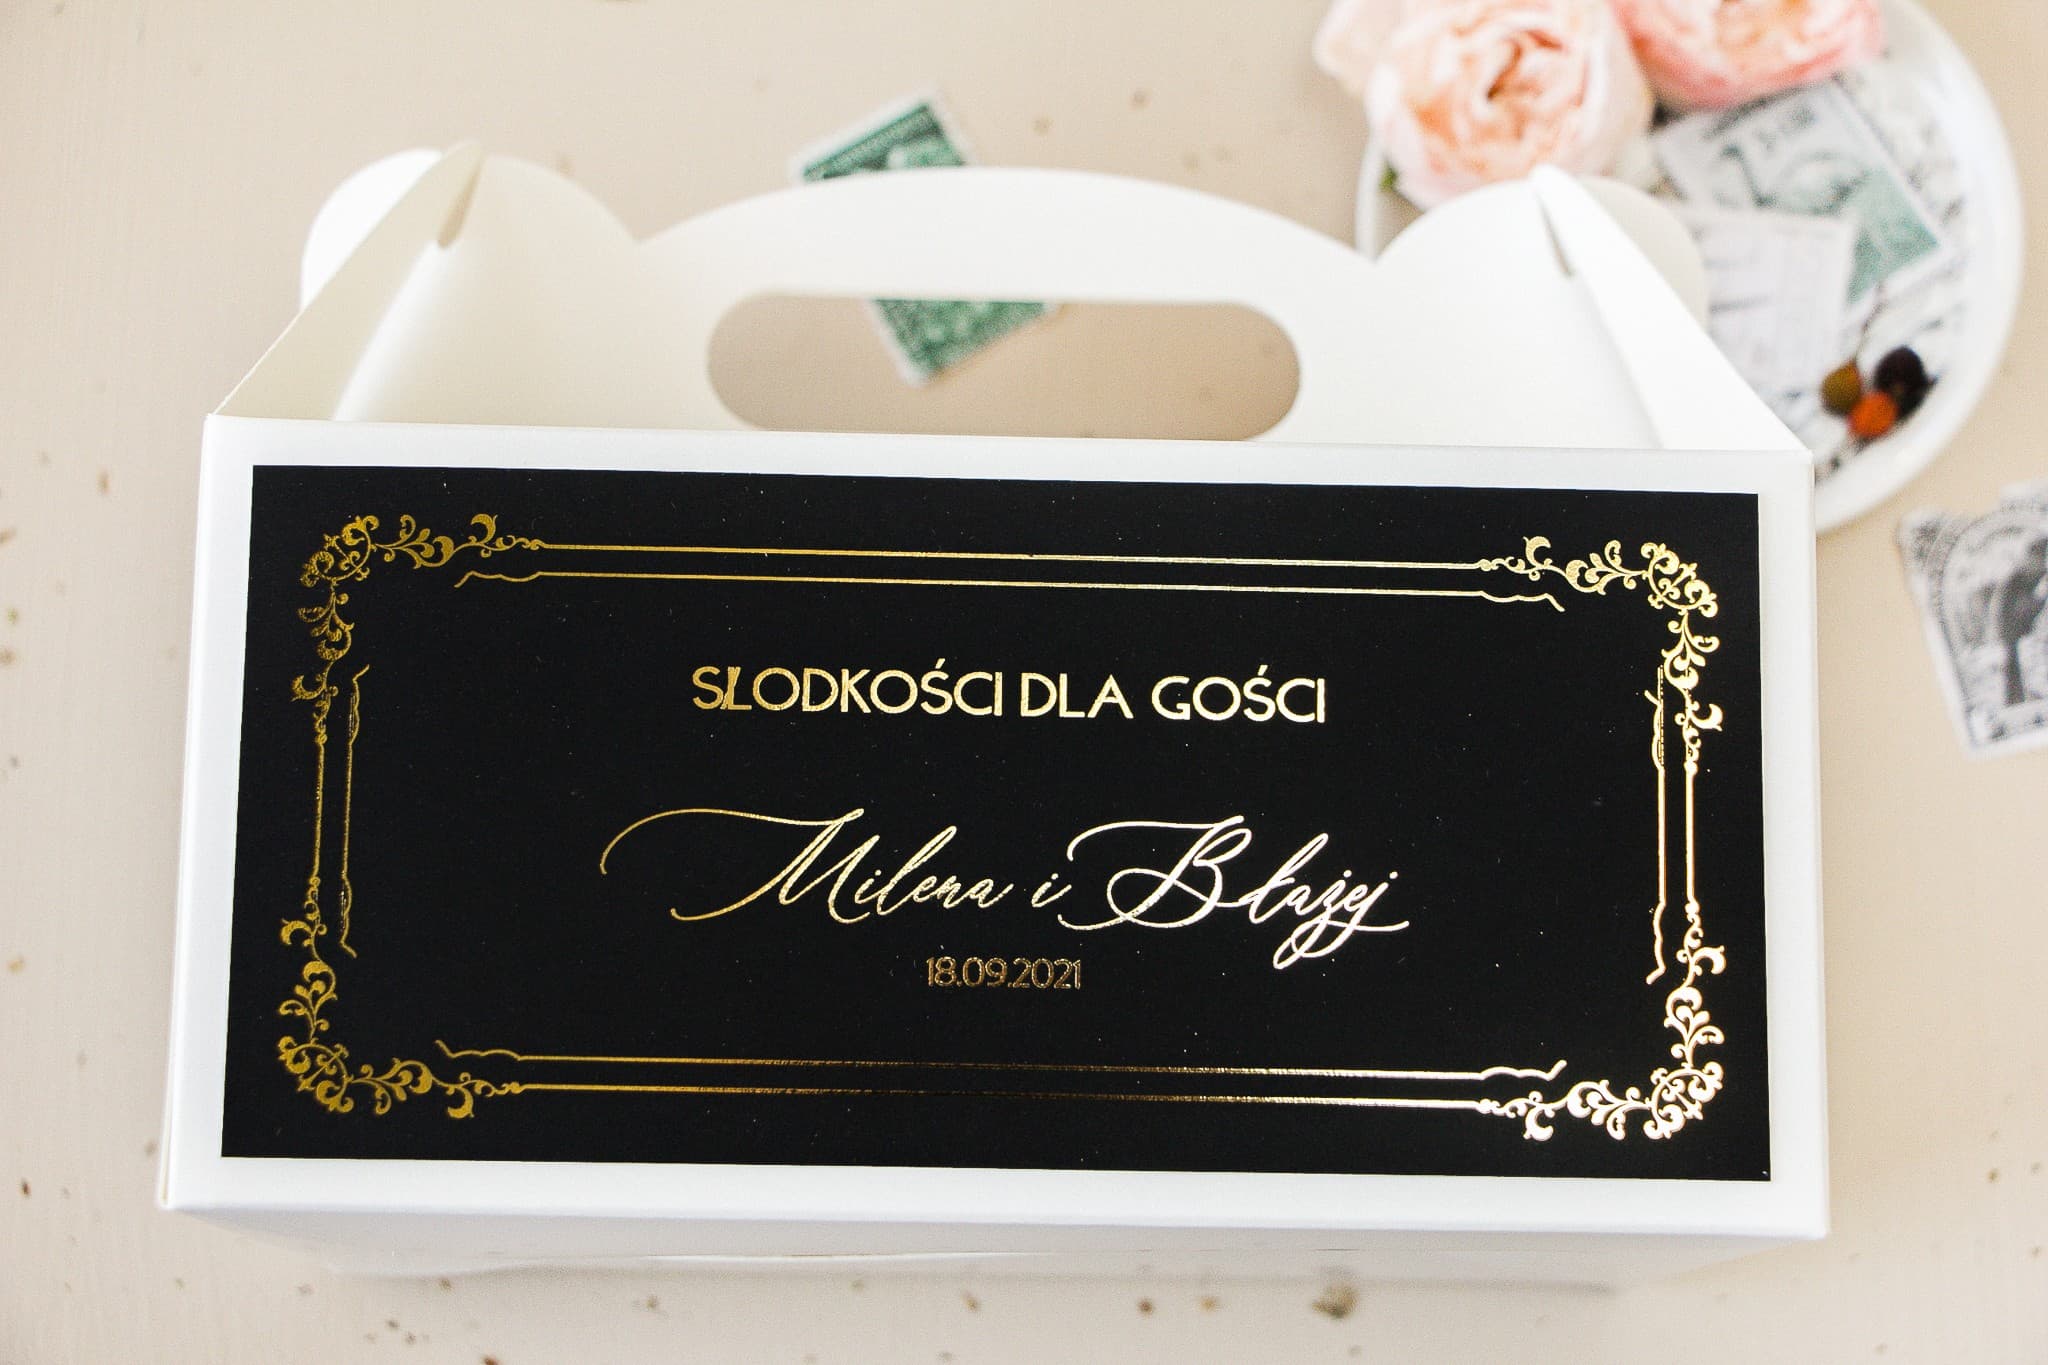 SŁODKOŚCI DLA GOŚCI
Milena i Błażej
18.09.2021